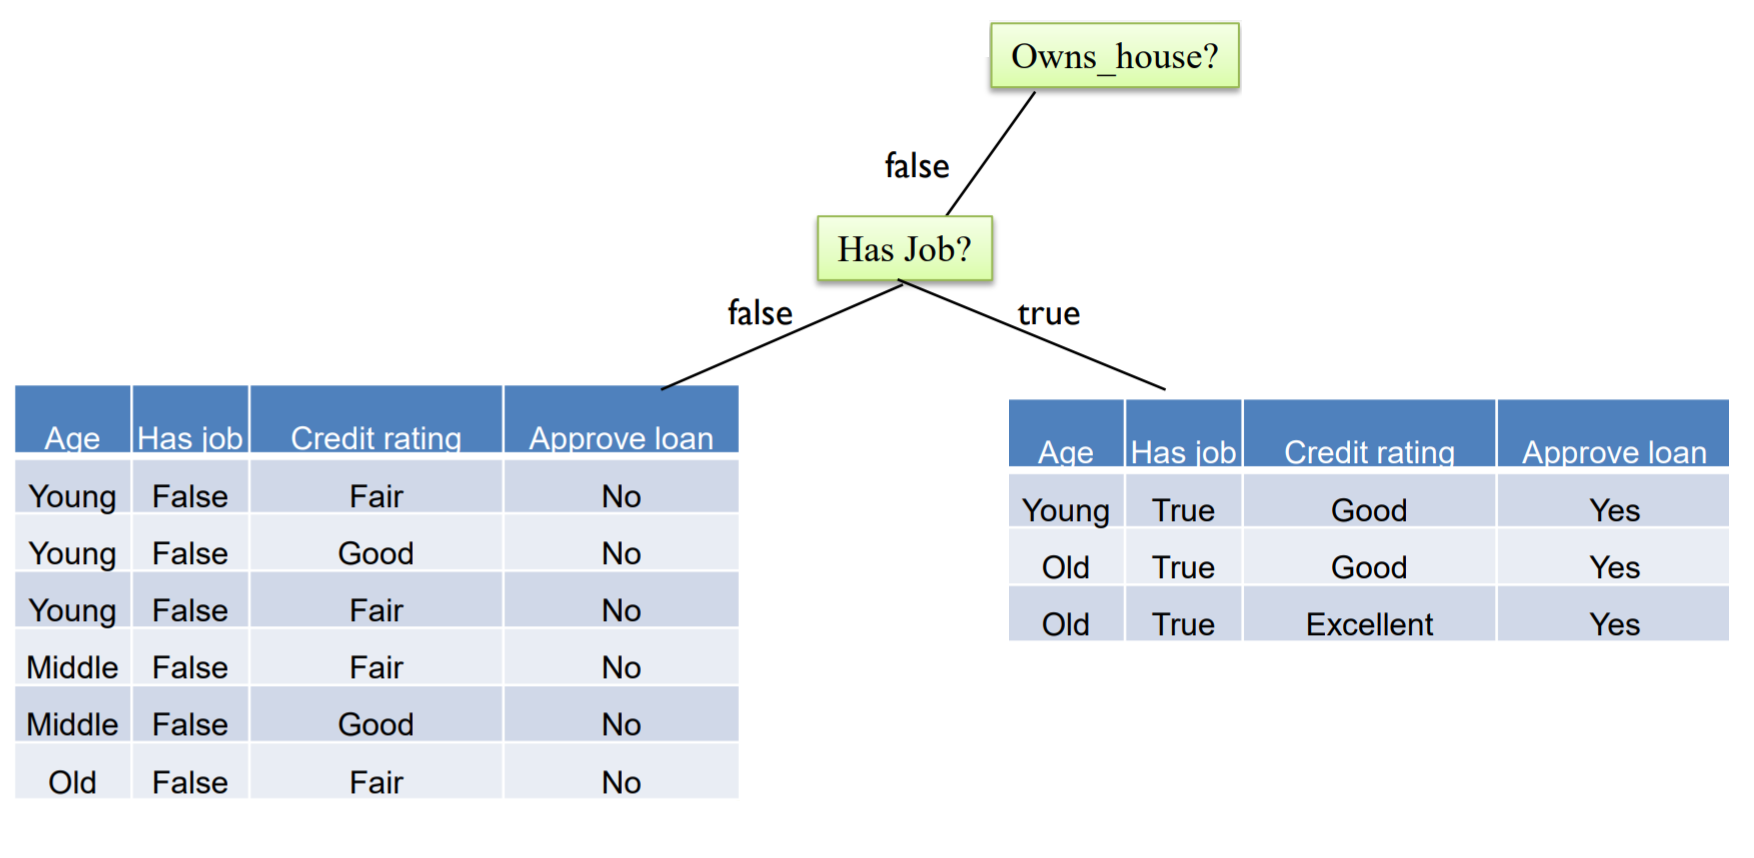 Owns_house?
false
Has Job?
false
true
Age Has job Credit rating Approve loan
Young False Fair No
Young False Good No
Young False Fair No
Middle False Fair No
Middle False Good No
Old False Fair No
Age Has job Credit rating Approve loan
Young True Good Yes
Old True Good Yes
Old True Excellent Yes